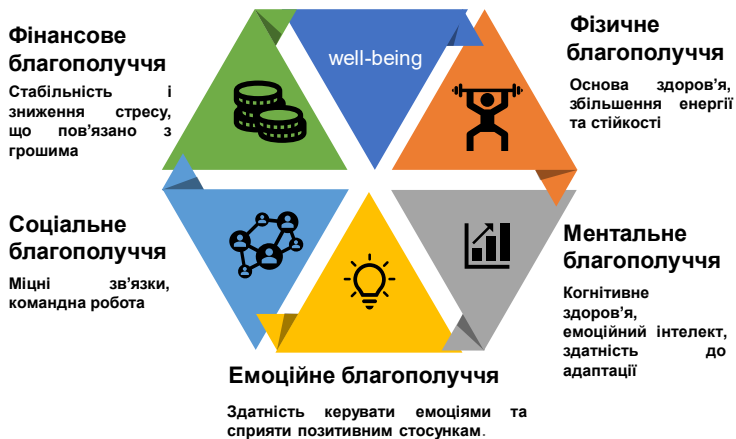 Фінансове
благополуччя
Стабільність і
зниження стресу,
що пов'язано з
грошима
well-being
Фізичне
благополуччя
Основа здоров'я,
збільшення енергії
та стійкості
Соціальне
благополуччя
Міцні зв'язки,
командна робота
Ментальне
благополуччя
Когнітивне
здоров'я,
емоційний інтелект,
здатність до
адаптації
Емоційне благополуччя
Здатність керувати емоціями та
сприяти позитивним стосункам.